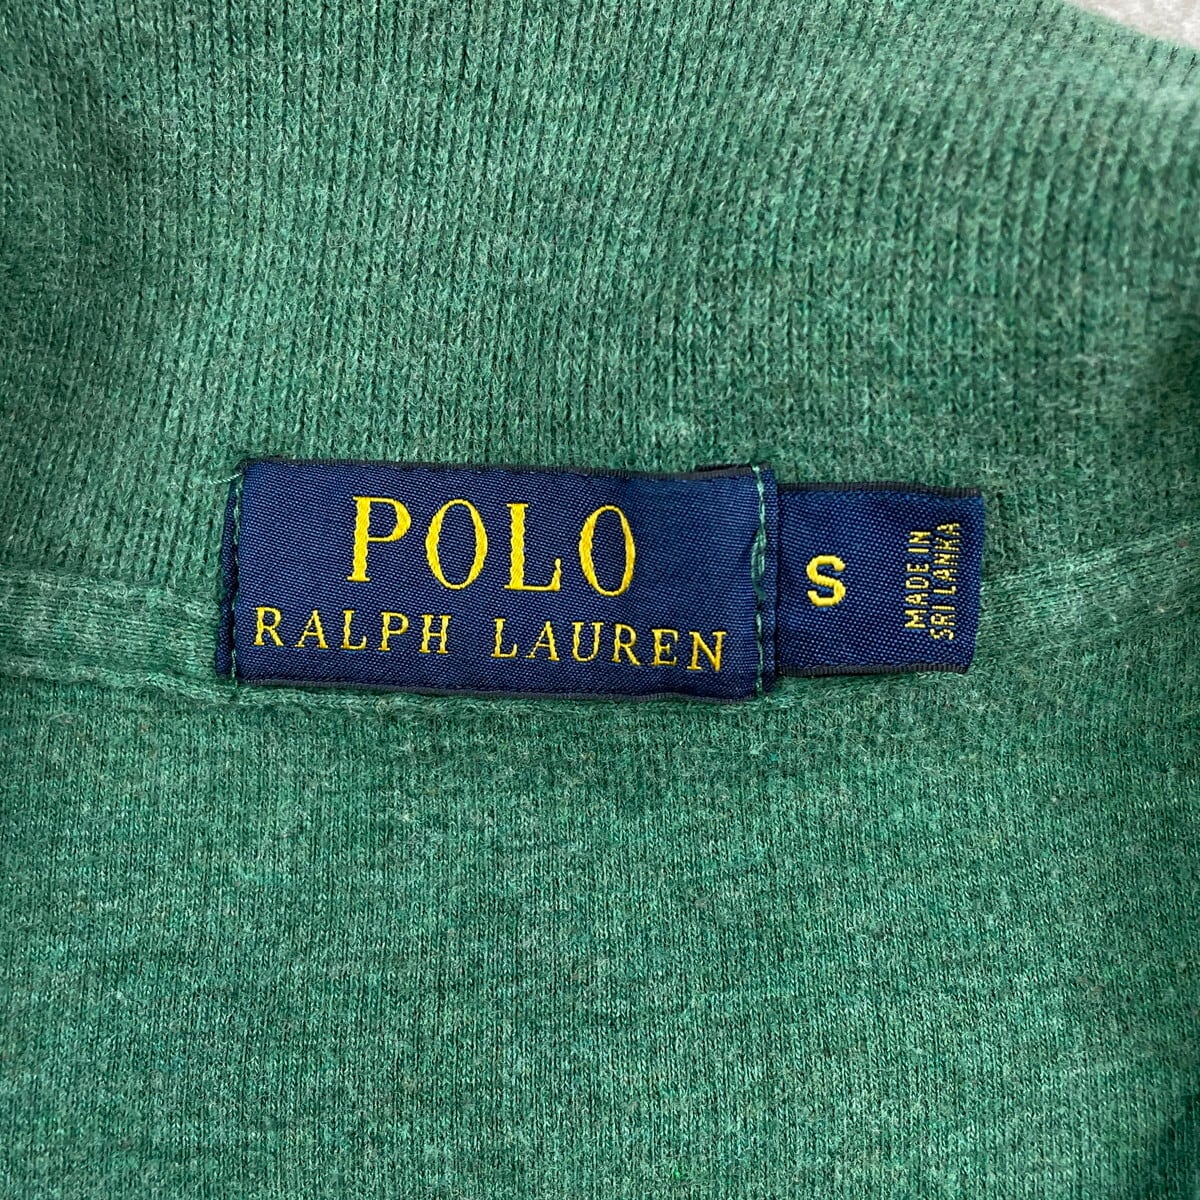 POLO
RALPH LAUREN
S
MADE IN
SRI LANKA